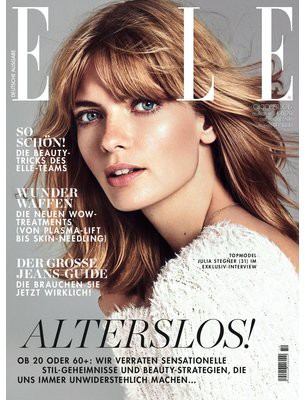 DEUTSCHE AUSGABE
ELLE
SO
SCHÖN!
DIE BEAUTY-
TRICKS DES
ELLE-TEAMS
WUNDER
WAFFEN
DIE NEUEN WOW-
TREATMENTS
(VON PLASMA-LIFT
BIS SKIN-NEEDLING)
DER GROSSE
JEANS-GUIDE
DIE BRAUCHEN SIE
JETZT WIRKLICH!
TOPMODEL
JULIA STEGNER (31) IM
EXKLUSIV-INTERVIEW
ALTERSLOS!
OB 20 ODER 60+: WIR VERRATEN SENSATIONELLE
STIL-GEHEIMNISSE UND BEAUTY-STRATEGIEN, DIE
UNS IMMER UNWIDERSTEHLICH MACHEN...